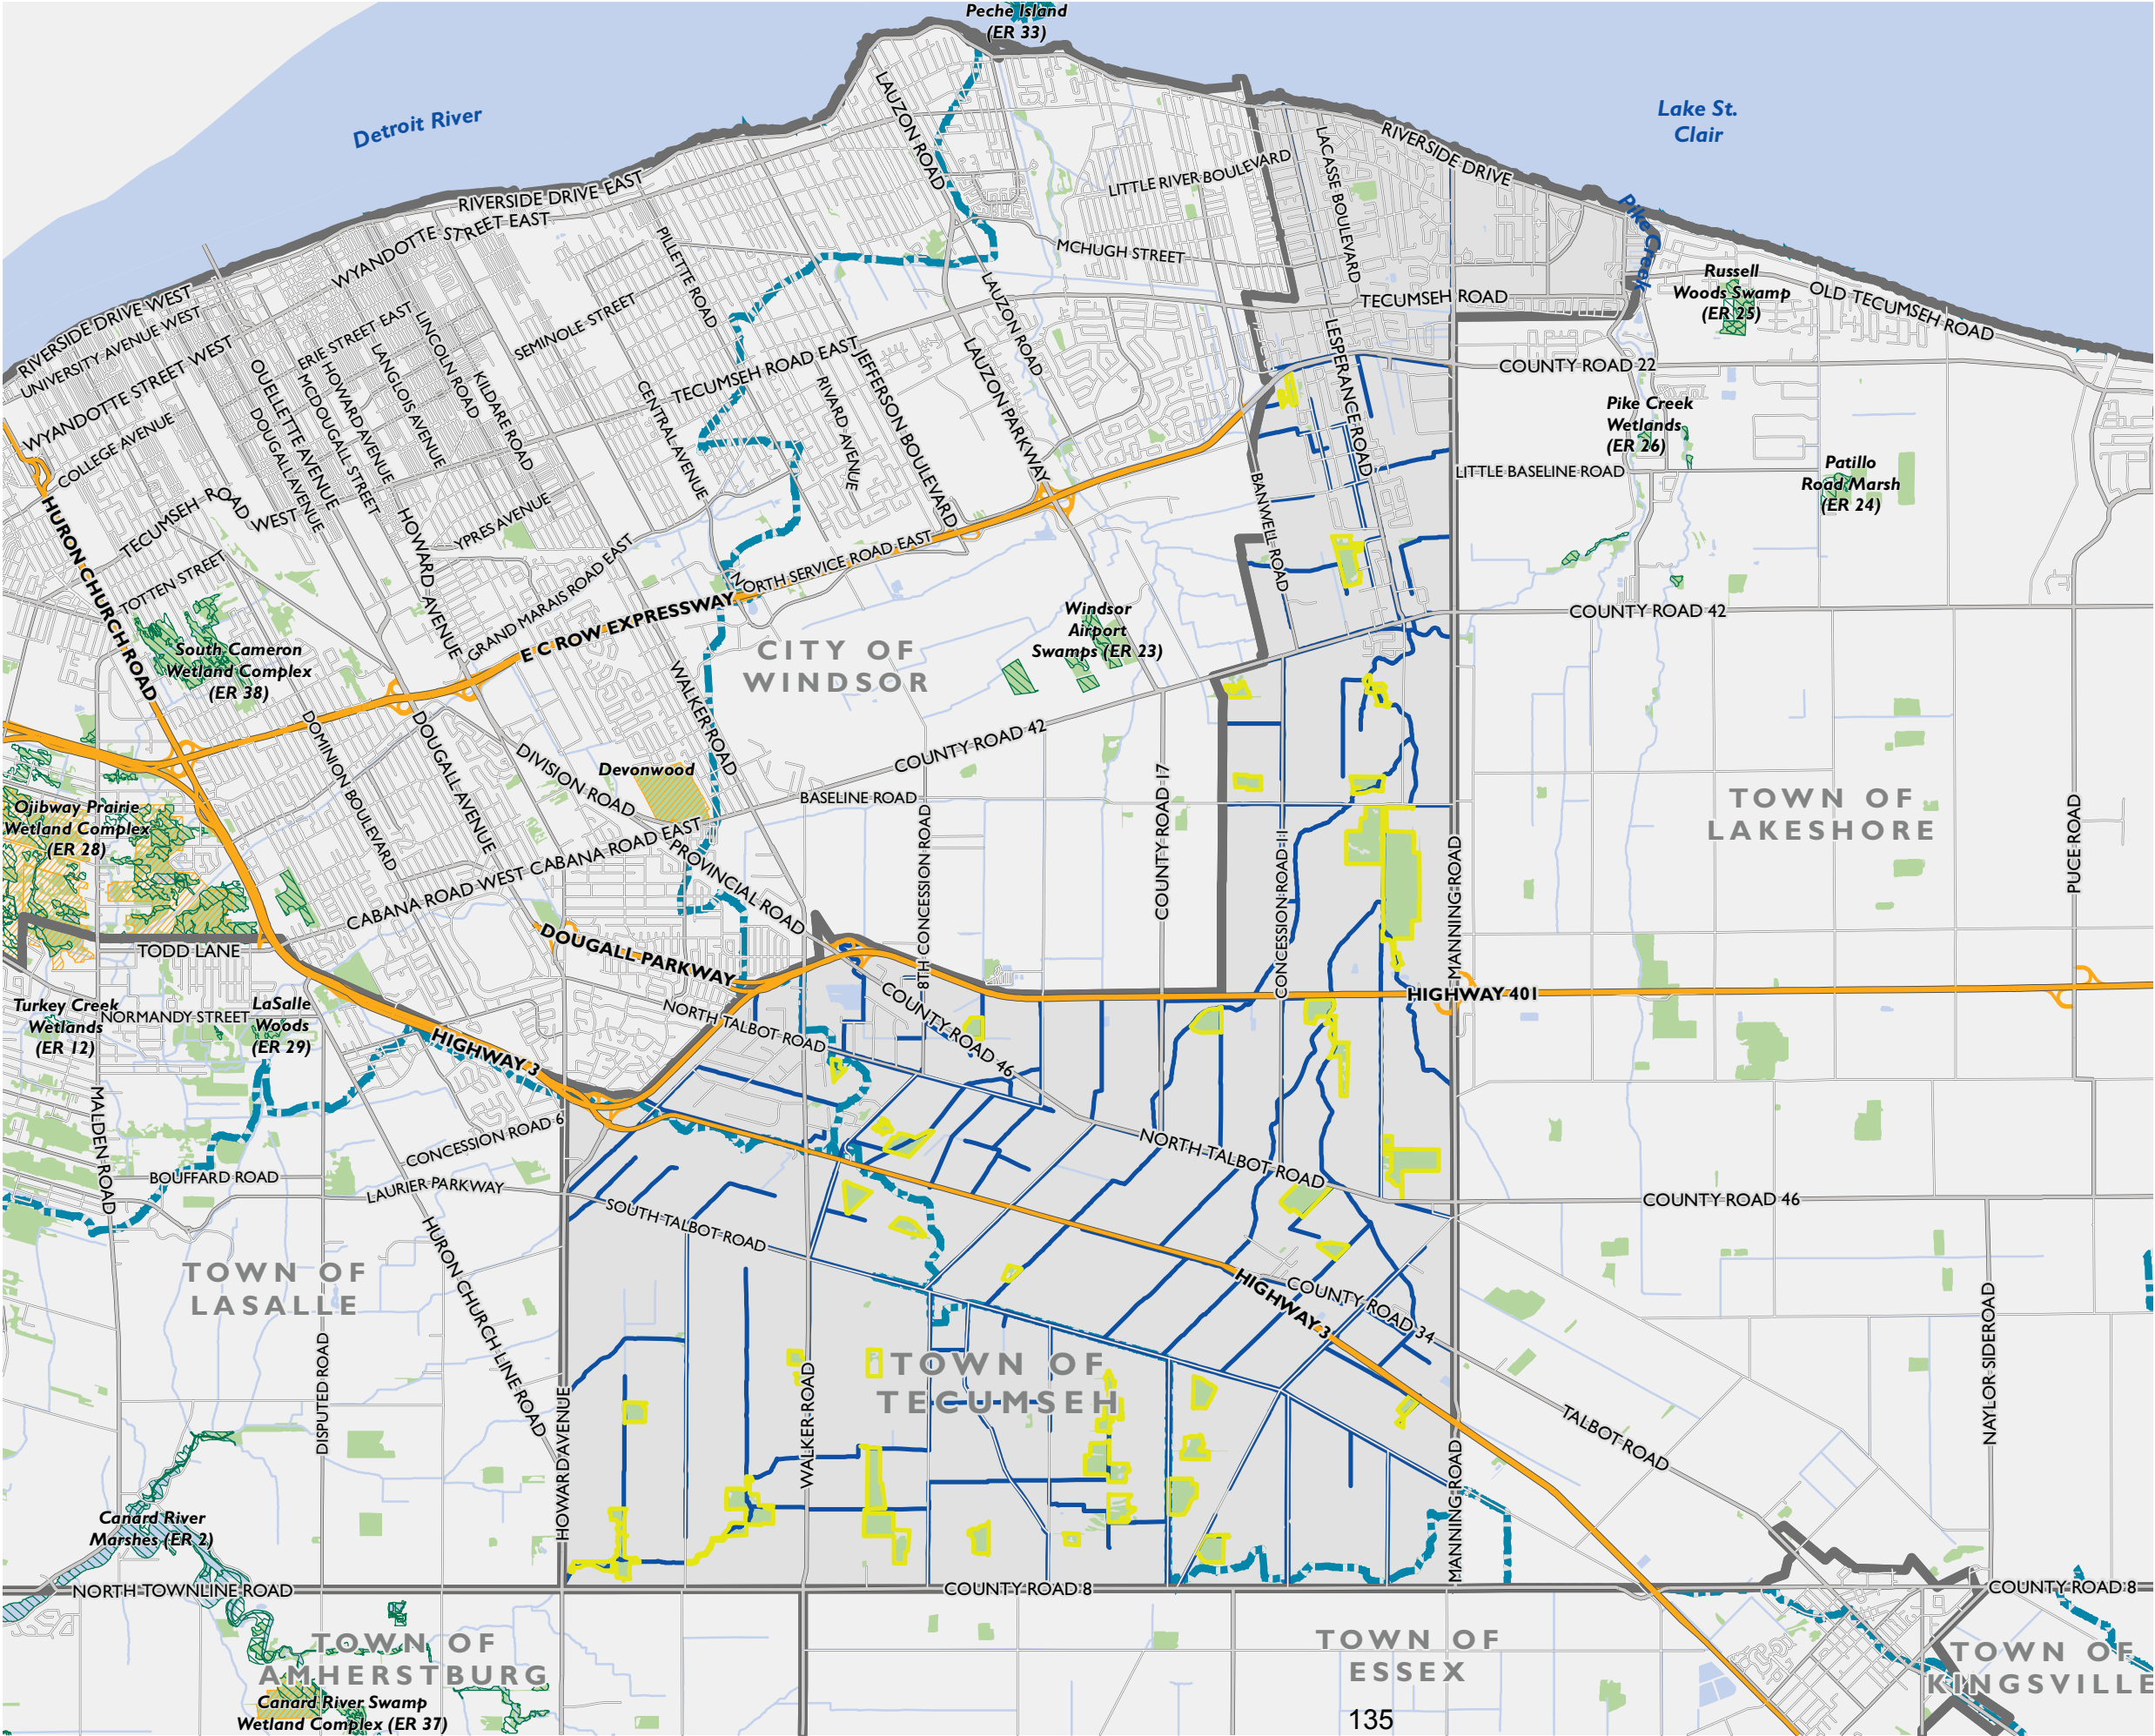 Peche Island
(ER 33)
Detroit River
Lake St.
Clair
LAUZON ROAD
LACASSE BOULEVARD
RIVERSIDE DRIVE
LITTLE RIVER BOULEVARD
RIVERSIDE DRIVE EAST
WYANDOTTE STREET EAST
Pike Creek
PILLETTE ROAD
MCHUGH STREET
Russell
Woods Swamp
(ER 25)
OLD TECUMSEH ROAD
RIVERSIDE DRIVE WEST
UNIVERSITY AVENUE WEST
WYANDOTTE STREET WEST
ERIE STREET EAST
LINCOLN ROAD
SEMINOLE STREET
LAUZON ROAD
TECUMSEH ROAD
LESPERANCE ROAD
OUELLETTE AVENUE
MCDOUGALL STREET
HOWARD AVENUE
LANGLOIS AVENUE
KILDARE ROAD
TECUMSEH ROAD EAST
JEFFERSON BOULEVARD
LAUZON PARKWAY
COUNTY ROAD 22
DOUGALL AVENUE
CENTRAL AVENUE
RIVARD AVENUE
COLLEGE AVENUE
Pike Creek
Wetlands
(ER 26)
LITTLE BASELINE ROAD
Patillo
Road Marsh
(ER 24)
HURON CHURCH ROAD
TECUMSEH ROAD
WEST
HOWARD AVENUE
YPRES AVENUE
BANWELL ROAD
TOTTEN STREET
GRAND MARAIS ROAD EAST
NORTH SERVICE ROAD EAST
E C ROW EXPRESSWAY
COUNTY ROAD 42
Windsor
Airport
Swamps (ER 23)
South Cameron
Wetland Complex
(ER 38)
CITY OF
WINDSOR
WALKER ROAD
DOMINION BOULEVARD
DOUGALL AVENUE
DIVISION ROAD
COUNTY ROAD 42
Devonwood
BASELINE ROAD
COUNTY ROAD 17
TOWN OF
LAKESHORE
Ojibway Prairie
Wetland Complex
(ER 28)
8TH CONCESSION ROAD
CONCESSION ROAD 11
MANNING ROAD
PUCE ROAD
CABANA ROAD WEST
CABANA ROAD EAST
PROVINCIAL ROAD
TODD LANE
DOUGALL PARKWAY
HIGHWAY 401
Turkey Creek
Wetlands
(ER 12)
NORMANDY STREET
LaSalle
Woods
(ER 29)
NORTH TALBOT ROAD
COUNTY ROAD 46
HIGHWAY 3
MALDEN ROAD
CONCESSION ROAD 6
NORTH TALBOT ROAD
BOUFFARD ROAD
LAURIER PARKWAY
COUNTY ROAD 46
SOUTH TALBOT ROAD
HURON CHURCH LINE ROAD
TOWN OF
LASALLE
HIGHWAY 3
COUNTY ROAD 34
TOWN OF
TECUMSEH
DISPUTED ROAD
HOWARD AVENUE
WALKER ROAD
NAYLOR SIDEROAD
TALBOT ROAD
MANNING ROAD
Canard River
Marshes (ER 2)
NORTH TOWNLINE ROAD
COUNTY ROAD 8
COUNTY ROAD 8
TOWN OF
AMHERSTBURG
TOWN OF
ESSEX
TOWN OF
KINGSVILLE
Canard River Swamp
Wetland Complex (ER 37)
135